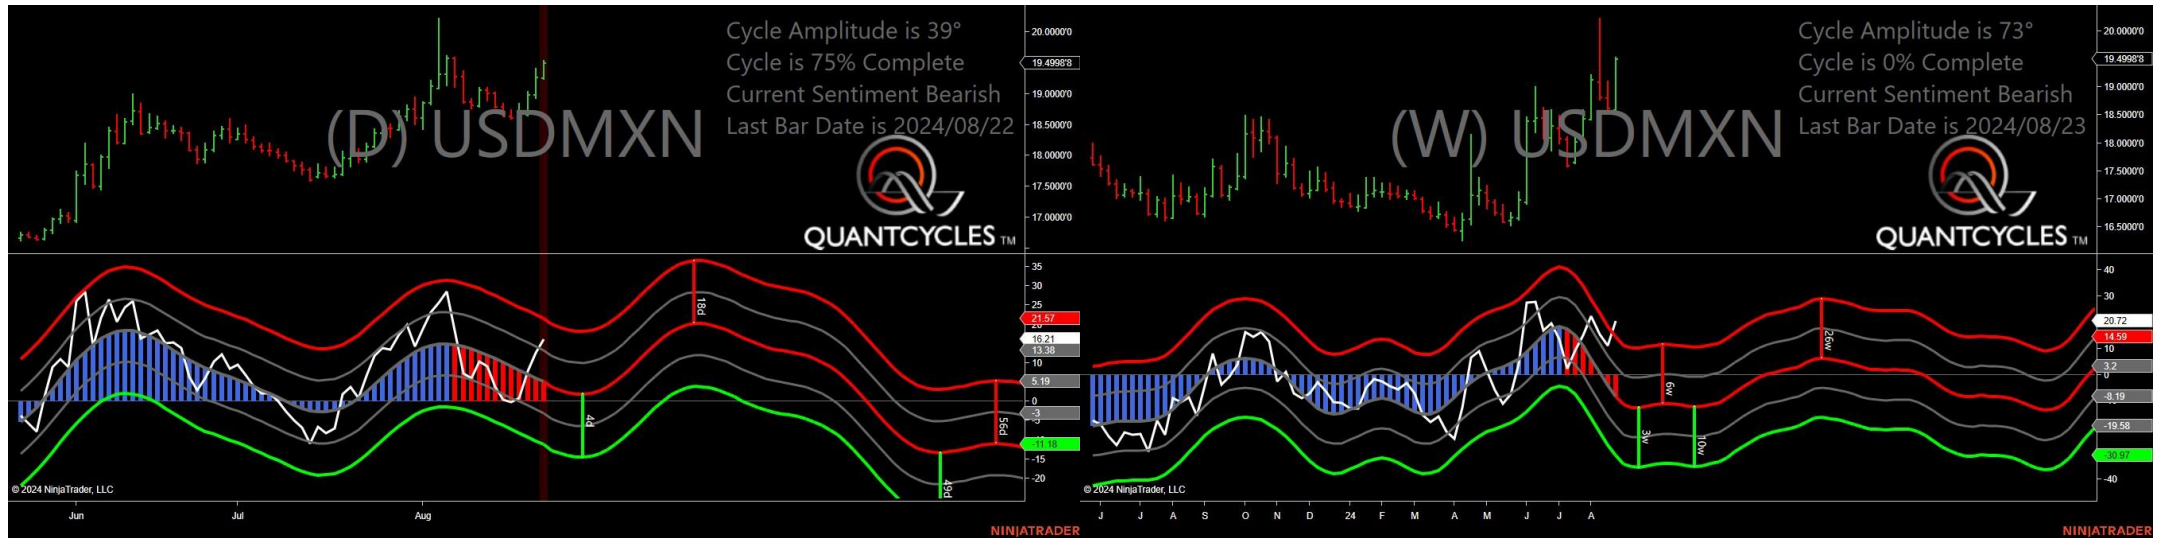 Cycle Amplitude is 39°
Cycle is 75% Complete
Current Sentiment Bearish
Last Bar Date is 2024/08/22
(D) USDMXN
QUANTCYCLES TM
20.0000'0
19.4998'8
19.0000'0
18.5000'0
18.0000'0
17.5000'0
17.0000'0
35
30
25
21.57
16.21
13.38
5.19
0
-3
-11.18
-15
-20
18d
4d
56d
49d
© 2024 NinjaTrader, LLC
Jun Jul Aug
NINJATRADER
Cycle Amplitude is 73°
Cycle is 0% Complete
Current Sentiment Bearish
Last Bar Date is 2024/08/23
(W) USDMXN
QUANTCYCLES TM
20.0000'0
19.4998'8
19.0000'0
18.5000'0
18.0000'0
17.5000'0
17.0000'0
16.5000'0
40
30
20.72
14.59
10
3.2
0
-8.19
-19.58
-30.97
-40
6w
26w
3w
10w
© 2024 NinjaTrader, LLC
J J A S O N D 24 F M A M J J A
NINJATRADER